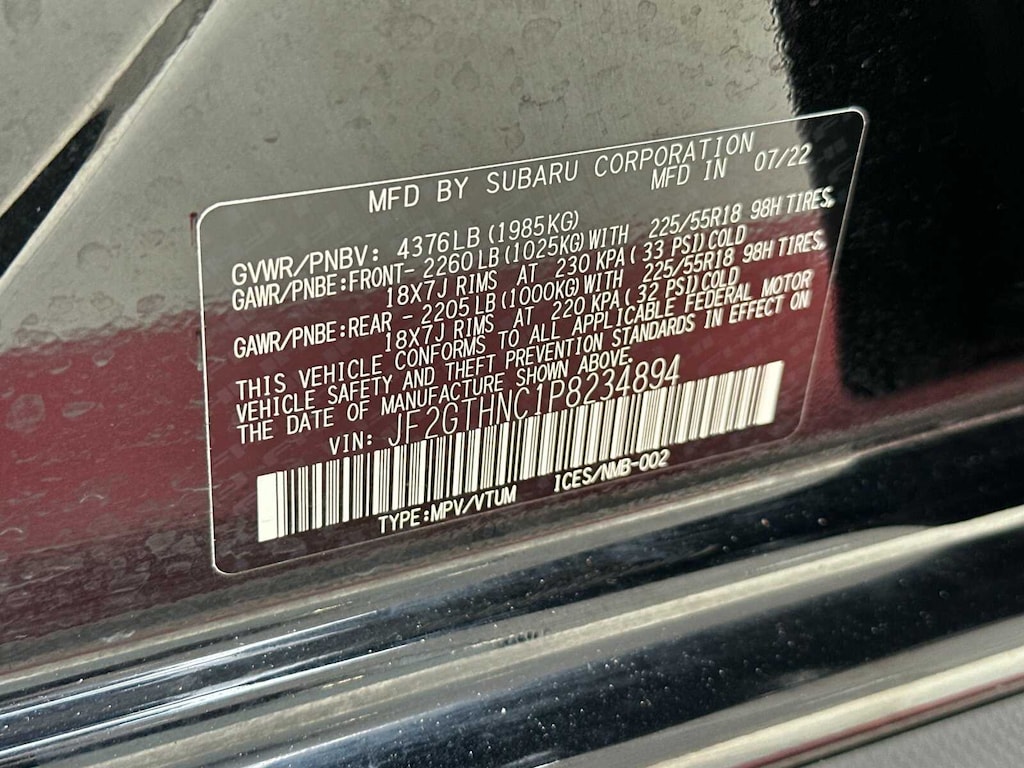 MFD BY SUBARU CORPORATION
MFD IN 07/22
GVWR/PNBV: 4376LB (1985KG)
GAWR/PNBE:FRONT- 2260LB (1025KG) WITH 225/55R18 98H TIRES,
18X7J RIMS AT 230 KPA (33 PSI) COLD
GAWR/PNBE:REAR - 2205LB (1000KG) WITH 225/55R18 98H TIRES,
18X7J RIMS AT 220 KPA (32 PSI) COLD
THIS VEHICLE CONFORMS TO ALL APPLICABLE FEDERAL MOTOR
VEHICLE SAFETY AND THEFT PREVENTION STANDARDS IN EFFECT ON
THE DATE OF MANUFACTURE SHOWN ABOVE.
VIN: JF2GTHNC1P8234894
TYPE:MPV/VTUM ICES/NMB-002